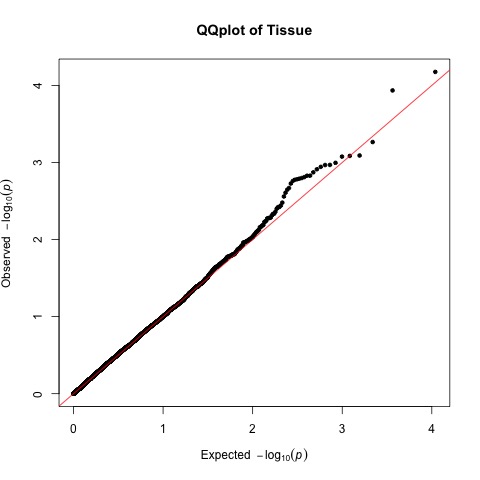 QQplot of Tissue
Observed −log₁₀(p)
4
3
2
1
0
0 1 2 3 4
Expected −log₁₀(p)